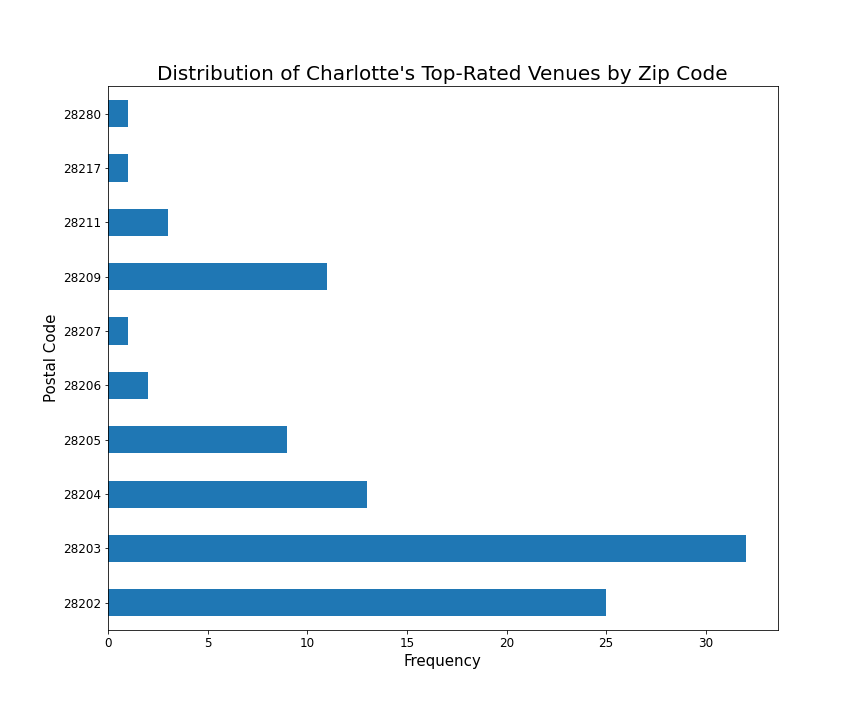 Distribution of Charlotte's Top-Rated Venues by Zip Code
28280
28217
28211
28209
28207
28206
28205
28204
28203
28202
Postal Code
0 5 10 15 20 25 30
Frequency